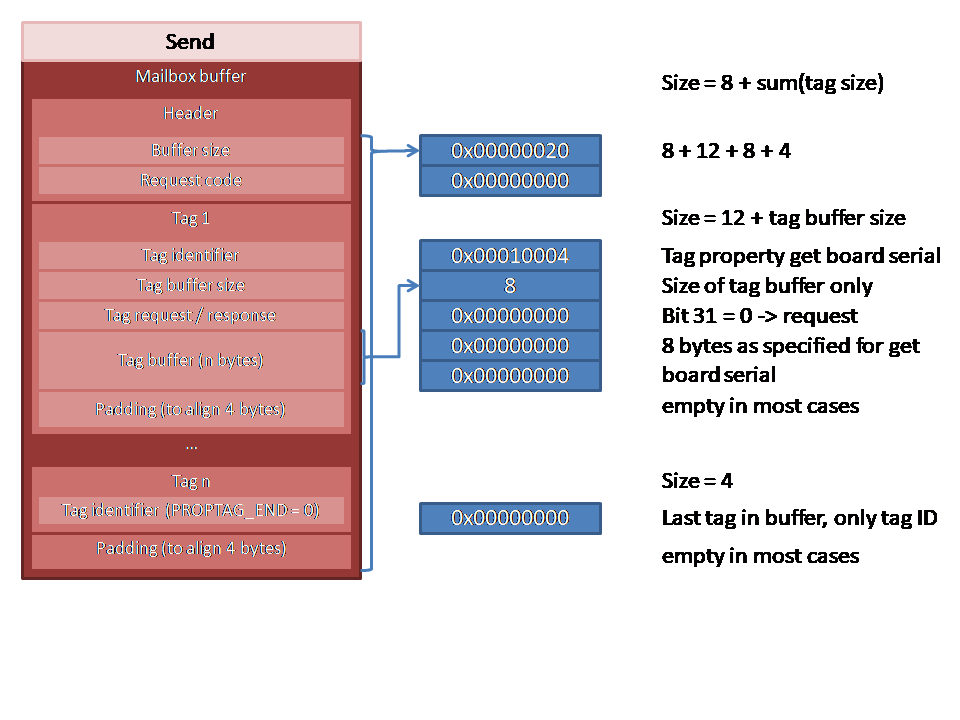 Send
Mailbox buffer
Size = 8 + sum(tag size)
Header
Buffer size
0x00000020
8 + 12 + 8 + 4
Request code
0x00000000
Tag 1
Size = 12 + tag buffer size
Tag identifier
0x00010004
Tag property get board serial
Tag buffer size
8
Size of tag buffer only
Tag request / response
0x00000000
Bit 31 = 0 -> request
Tag buffer (n bytes)
0x00000000
8 bytes as specified for get
0x00000000
board serial
Padding (to align 4 bytes)
empty in most cases
...
Tag n
Size = 4
Tag identifier (PROPTAG_END = 0)
0x00000000
Last tag in buffer, only tag ID
Padding (to align 4 bytes)
empty in most cases